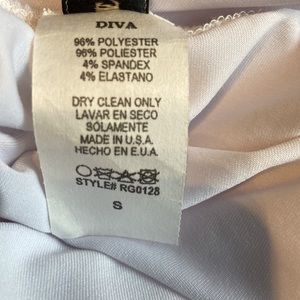 DIVA
96% POLYESTER
96% POLIESTER
4% SPANDEX
4% ELASTANO
DRY CLEAN ONLY
LAVAR EN SECO
SOLAMENTE
MADE IN U.S.A.
HECHO EN E.U.A.
STYLE# RG0128
S